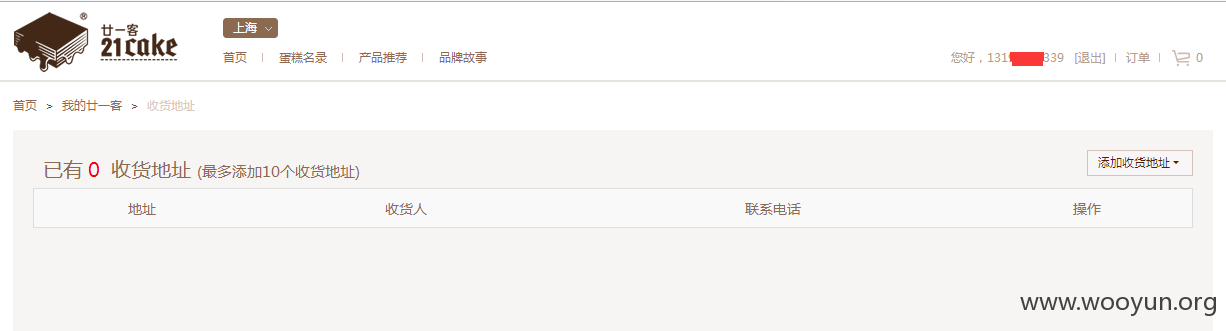 廿一客
21cake
®
上海
首页 | 蛋糕名录 | 产品推荐 | 品牌故事
您好，131 339 [退出] | 订单 | 0
首页 > 我的廿一客 > 收货地址
已有 0 收货地址 (最多添加10个收货地址)
添加收货地址
地址 收货人 联系电话 操作
www.wooyun.org